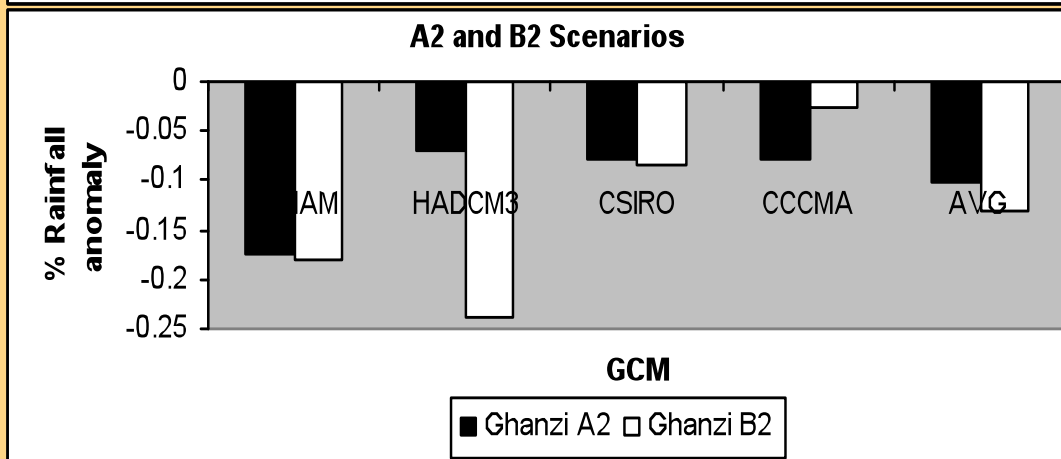 A2 and B2 Scenarios
0
-0.05
-0.1
-0.15
-0.2
-0.25
% Rainfall
anomaly
HADCM3 CSIRO CCCMA AVG
GCM
Ghanzi A2 Ghanzi B2